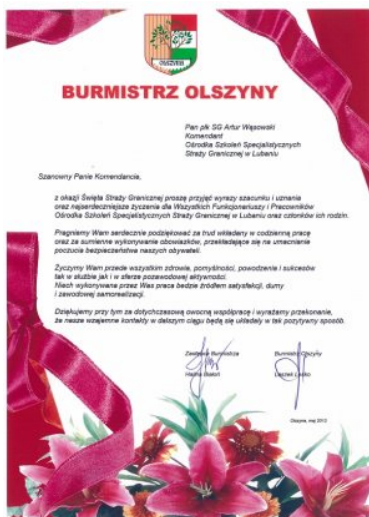 OLSZYNA
BURMISTRZ OLSZYNY
Pan płk SG Artur Wąsowski
Komendant
Ośrodka Szkoleń Specjalistycznych
Straży Granicznej w Lubaniu
Szanowny Panie Komendancie,
z okazji Święta Straży Granicznej proszę przyjąć wyrazy szacunku i uznania
oraz najserdeczniejsze życzenia dla Wszystkich Funkcjonariuszy i Pracowników
Ośrodka Szkoleń Specjalistycznych Straży Granicznej w Lubaniu oraz członków ich rodzin.
Pragniemy Wam serdecznie podziękować za trud wkładany w codzienną pracę
oraz za sumienne wykonywanie obowiązków, przekładające się na umacnianie
poczucia bezpieczeństwa naszych obywateli.
Życzymy Wam przede wszystkim zdrowia, pomyślności, powodzenia i sukcesów
tak w służbie jak i w sferze pozawodowej aktywności.
Niech wykonywana przez Was praca będzie źródłem satysfakcji, dumy
i zawodowej samorealizacji.
Dziękujemy przy tym za dotychczasową owocną współpracę i wyrażamy przekonanie,
że nasze wzajemne kontakty w dalszym ciągu będą się układały w tak pozytywny sposób.
Zastępca Burmistrza Burmistrz Olszyny
Leszek Leśko
Olszyna, maj 2013